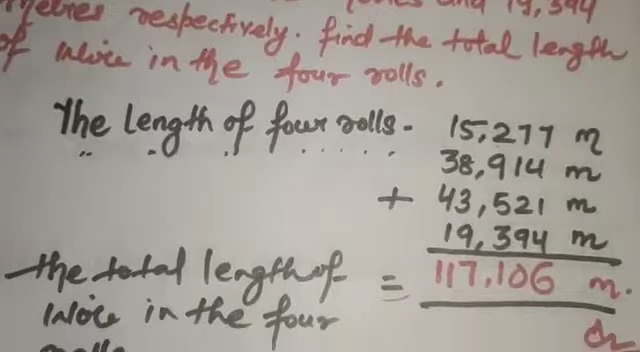 metres respectively. find the total length
of wire in the four rolls.
The length of four rolls - 15,277 m
" " " ..... 38,914 m
+ 43,521 m
19,394 m
the total length of = 117,106 m.
wire in the four